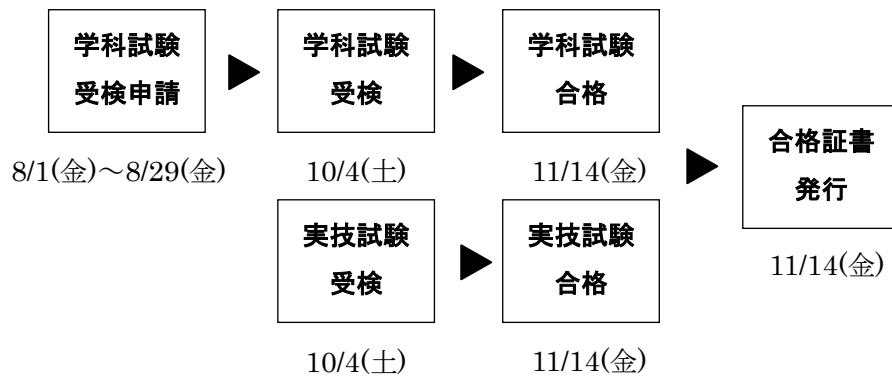 学科試験
受検申請
8/1(金)～8/29(金)
学科試験
受検
10/4(土)
学科試験
合格
11/14(金)
実技試験
受検
10/4(土)
実技試験
合格
11/14(金)
合格証書
発行
11/14(金)